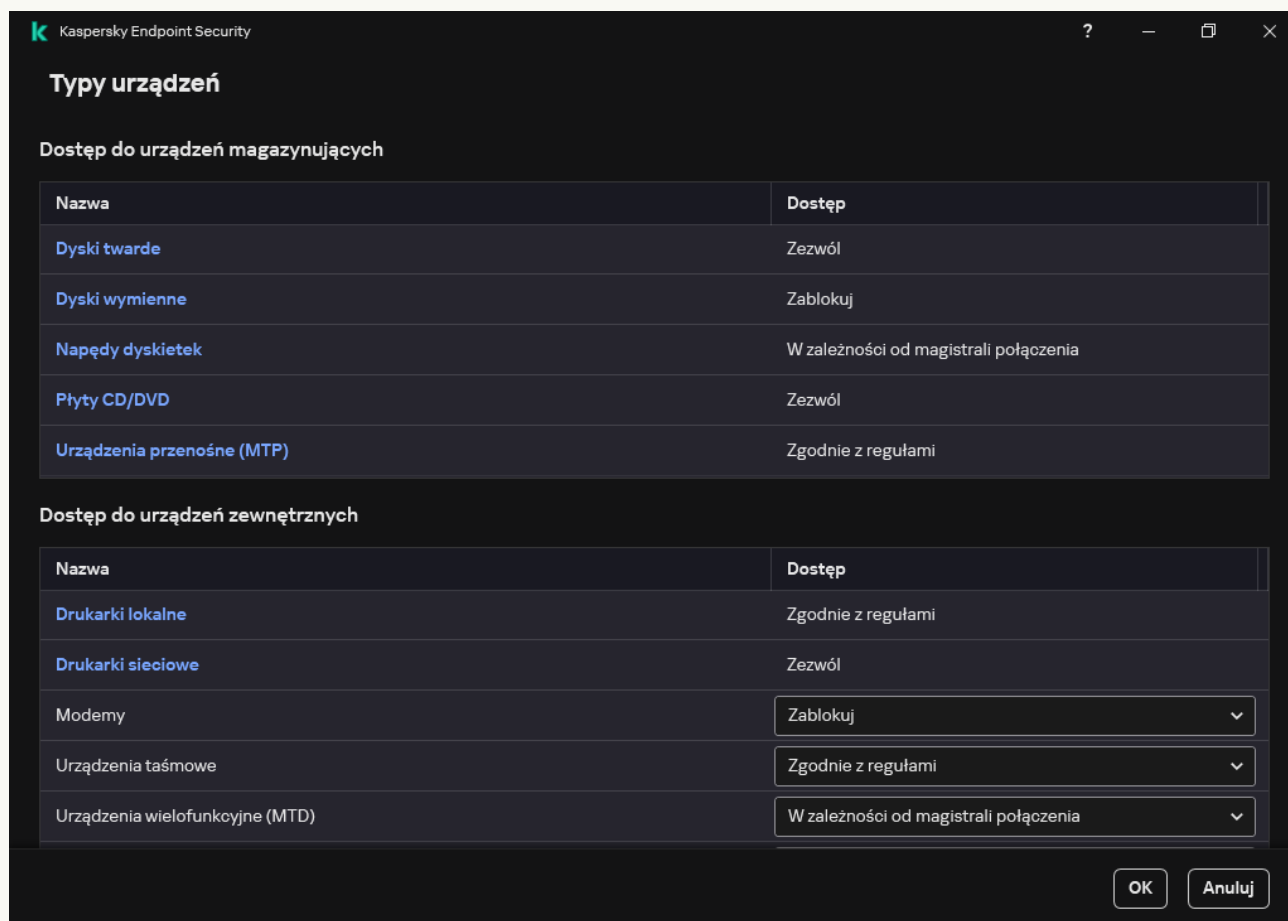 Kaspersky Endpoint Security ?
Typy urządzeń
Dostęp do urządzeń magazynujących
Nazwa Dostęp
Dyski twarde Zezwól
Dyski wymienne Zablokuj
Napędy dyskietek W zależności od magistrali połączenia
Płyty CD/DVD Zezwól
Urządzenia przenośne (MTP) Zgodnie z regułami
Dostęp do urządzeń zewnętrznych
Nazwa Dostęp
Drukarki lokalne Zgodnie z regułami
Drukarki sieciowe Zezwól
Modemy Zablokuj
Urządzenia taśmowe Zgodnie z regułami
Urządzenia wielofunkcyjne (MTD) W zależności od magistrali połączenia
OK Anuluj